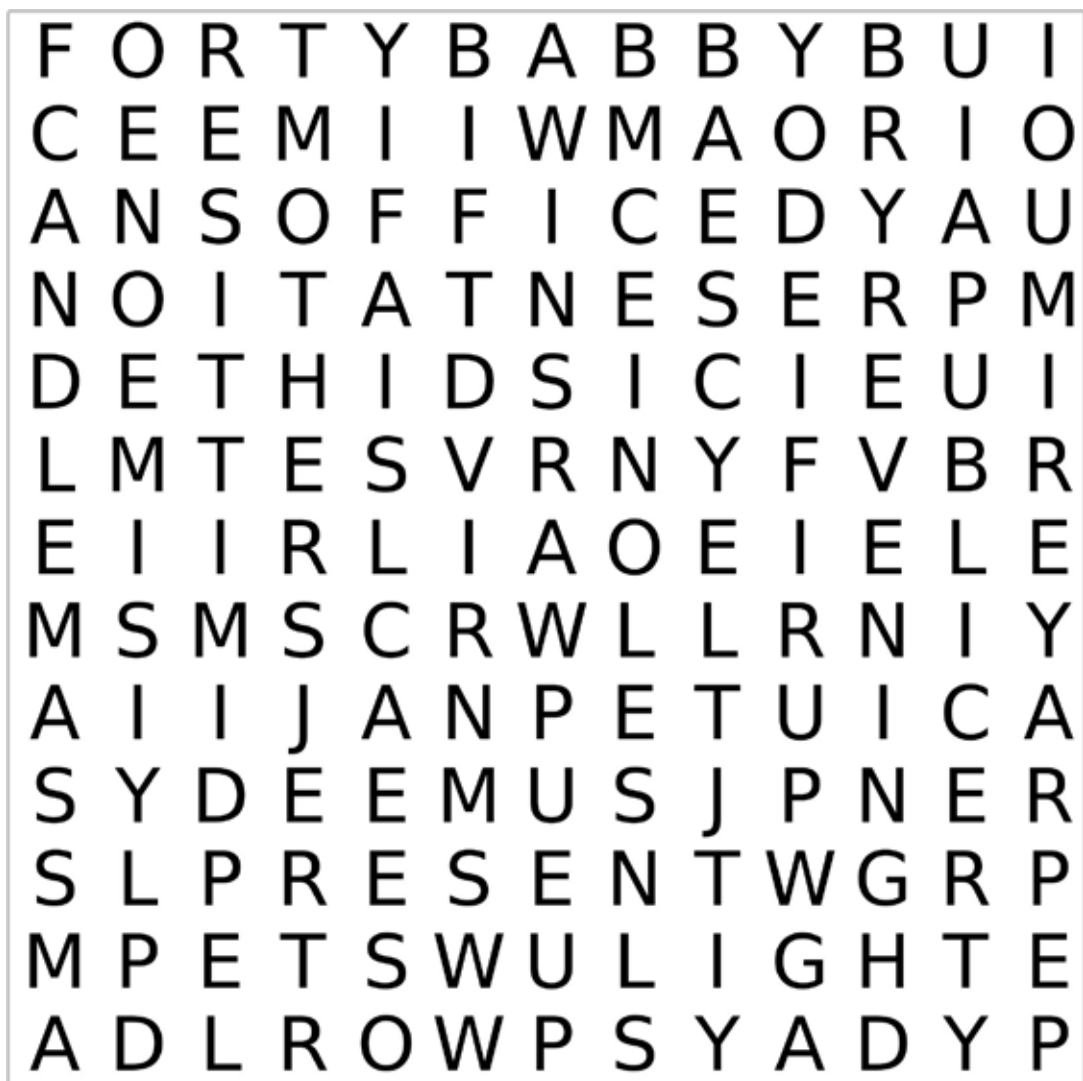 F O R T Y B A B B Y B U I
C E E M I I W M A O R I O
A N S O F F I C E D Y A U
N O I T A T N E S E R P M
D E T H I D S I C I E U I
L M T E S V R N Y F V B R
E I I R L I A O E I E L E
M S M S C R W L L R N I Y
A I I J A N P E T U I C A
S Y D E E M U S J P N E R
S L P R E S E N T W G R P
M P E T S W U L I G H T E
A D L R O W P S Y A D Y P